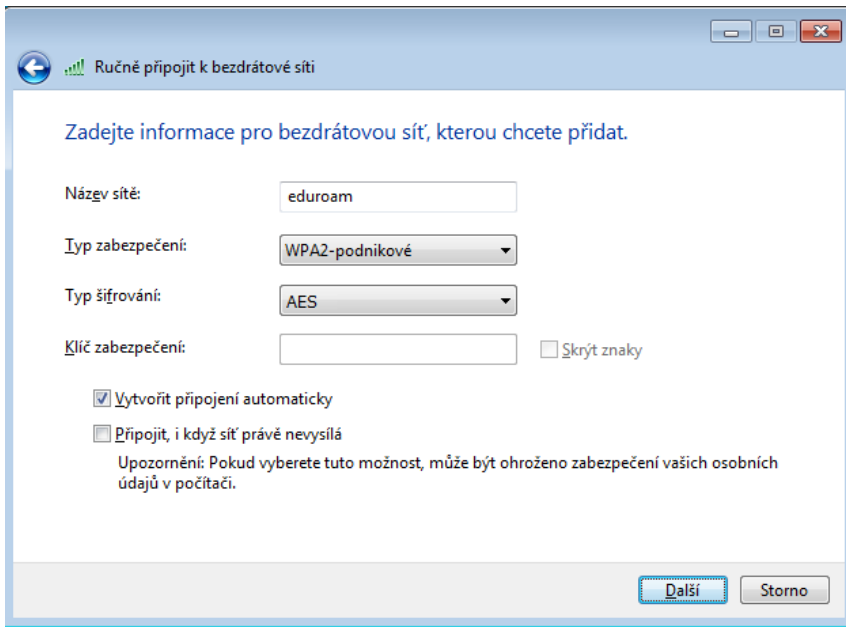 Ručně připojit k bezdrátové síti
Zadejte informace pro bezdrátovou síť, kterou chcete přidat.
Název sítě:
eduroam
Typ zabezpečení:
WPA2-podnikové
Typ šifrování:
AES
Klíč zabezpečení:
Skrýt znaky
Vytvořit připojení automaticky
Připojit, i když síť právě nevysílá
Upozornění: Pokud vyberete tuto možnost, může být ohroženo zabezpečení vašich osobních
údajů v počítači.
Další
Storno